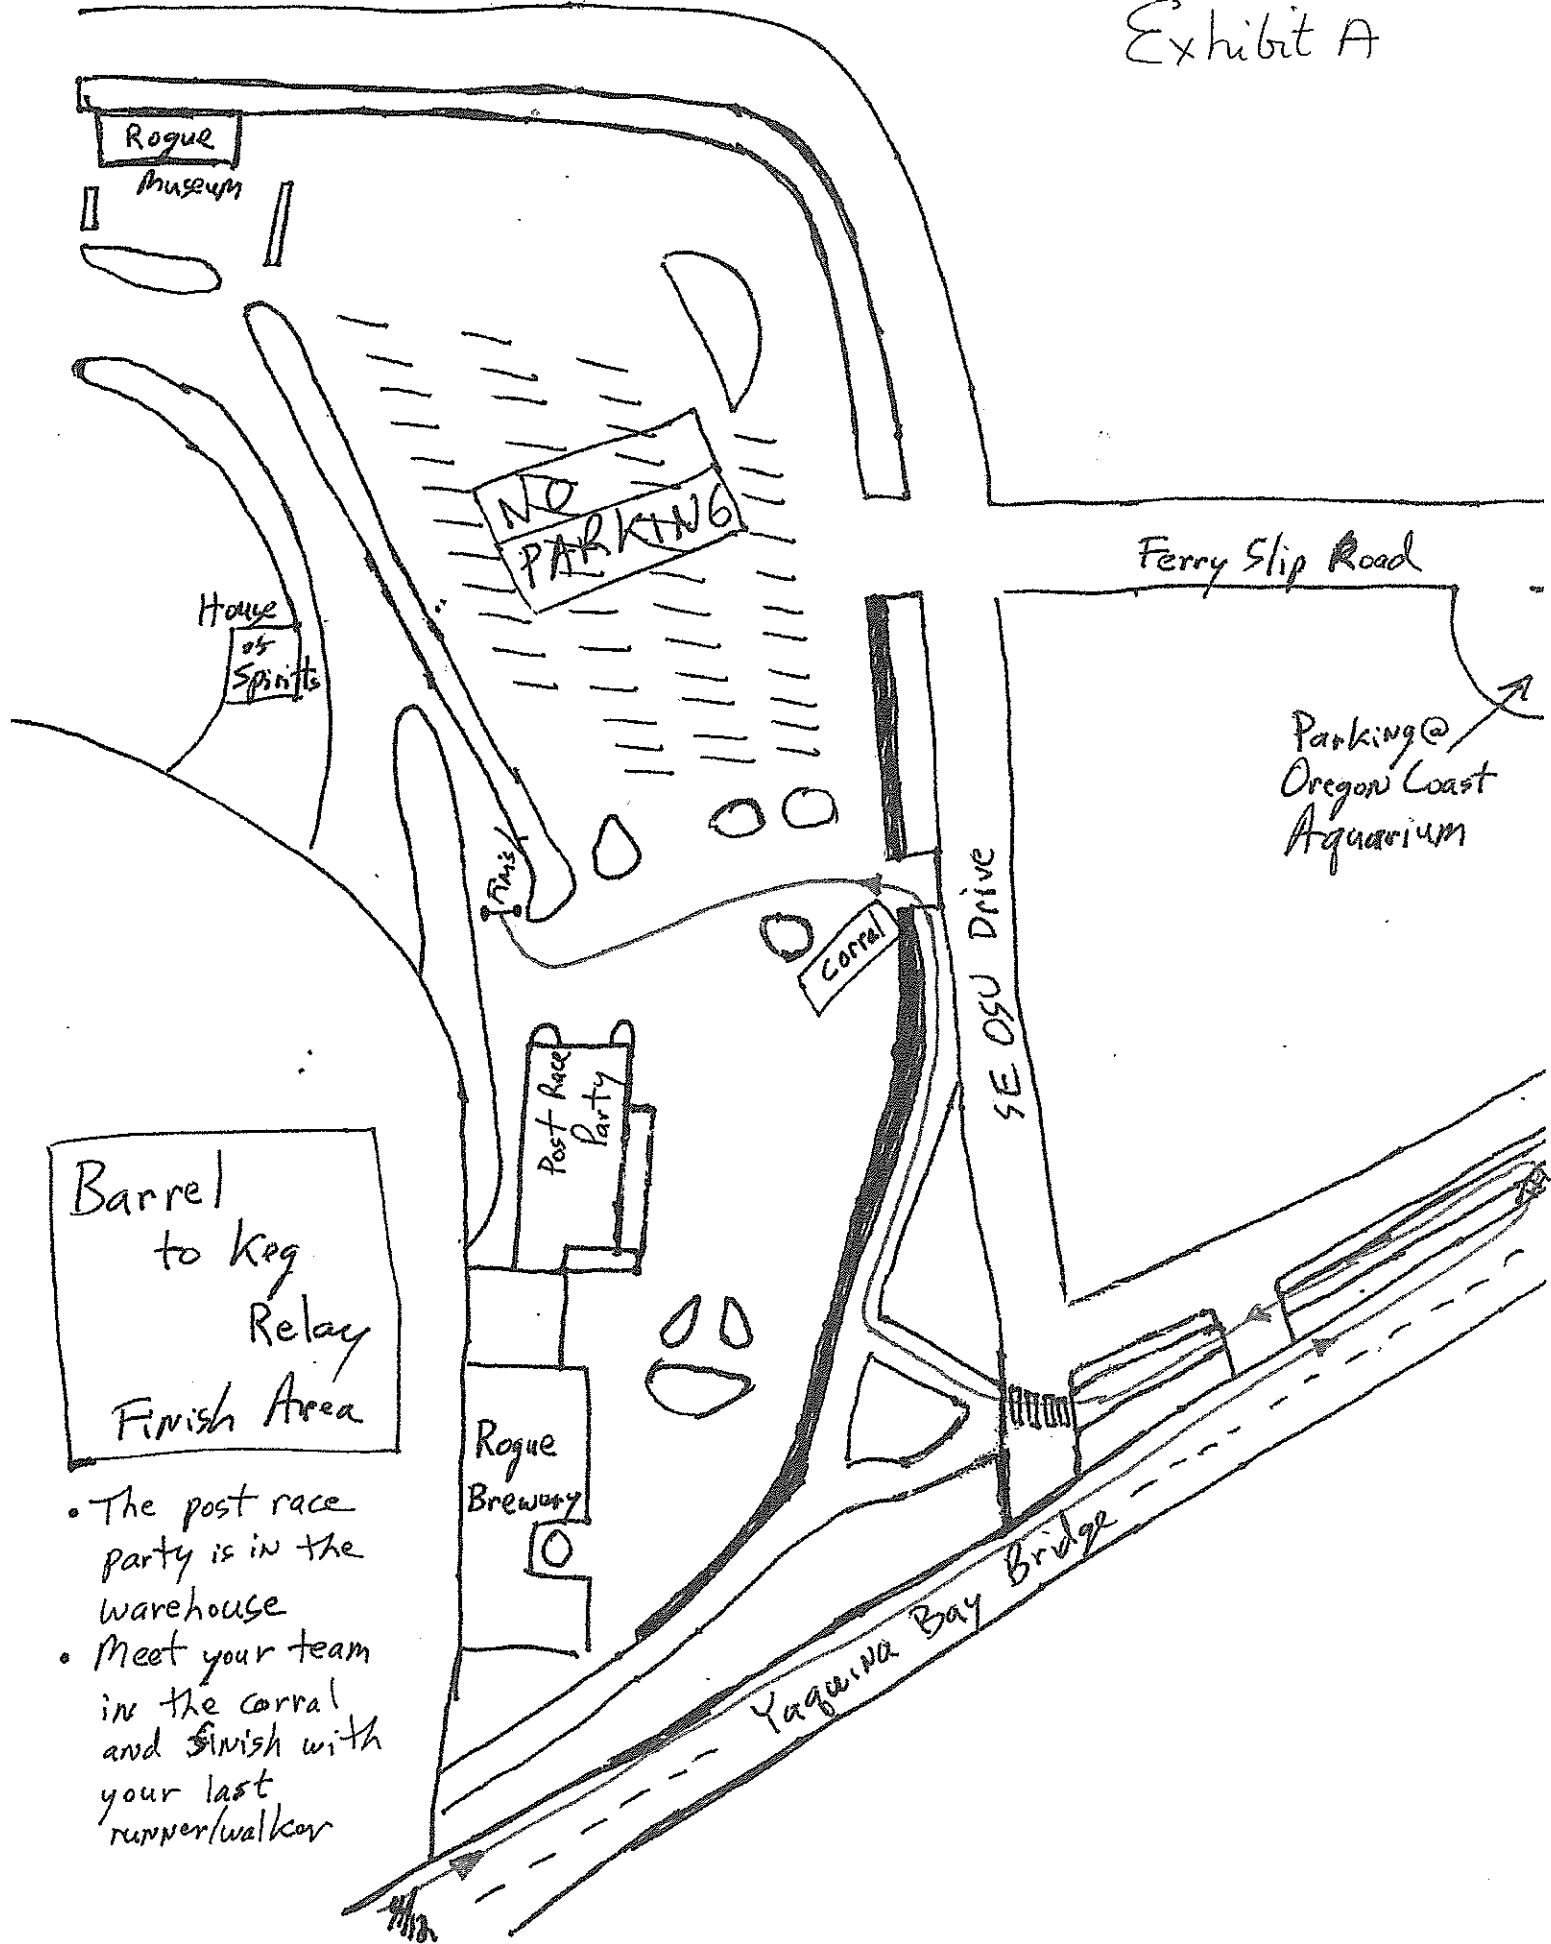 Exhibit A
Rogue
Museum
NO
PARKING
Ferry Slip Road
House
of
Spirits
Parking @
Oregon Coast
Aquarium
Finis
Corral
SE OSU Drive
Post Race
Party
Barrel
to Keg
Relay
Finish Area
Rogue
Brewery
• The post race
party is in the
warehouse
• Meet your team
in the corral
and finish with
your last
runner/walker
Yaquina Bay Bridge